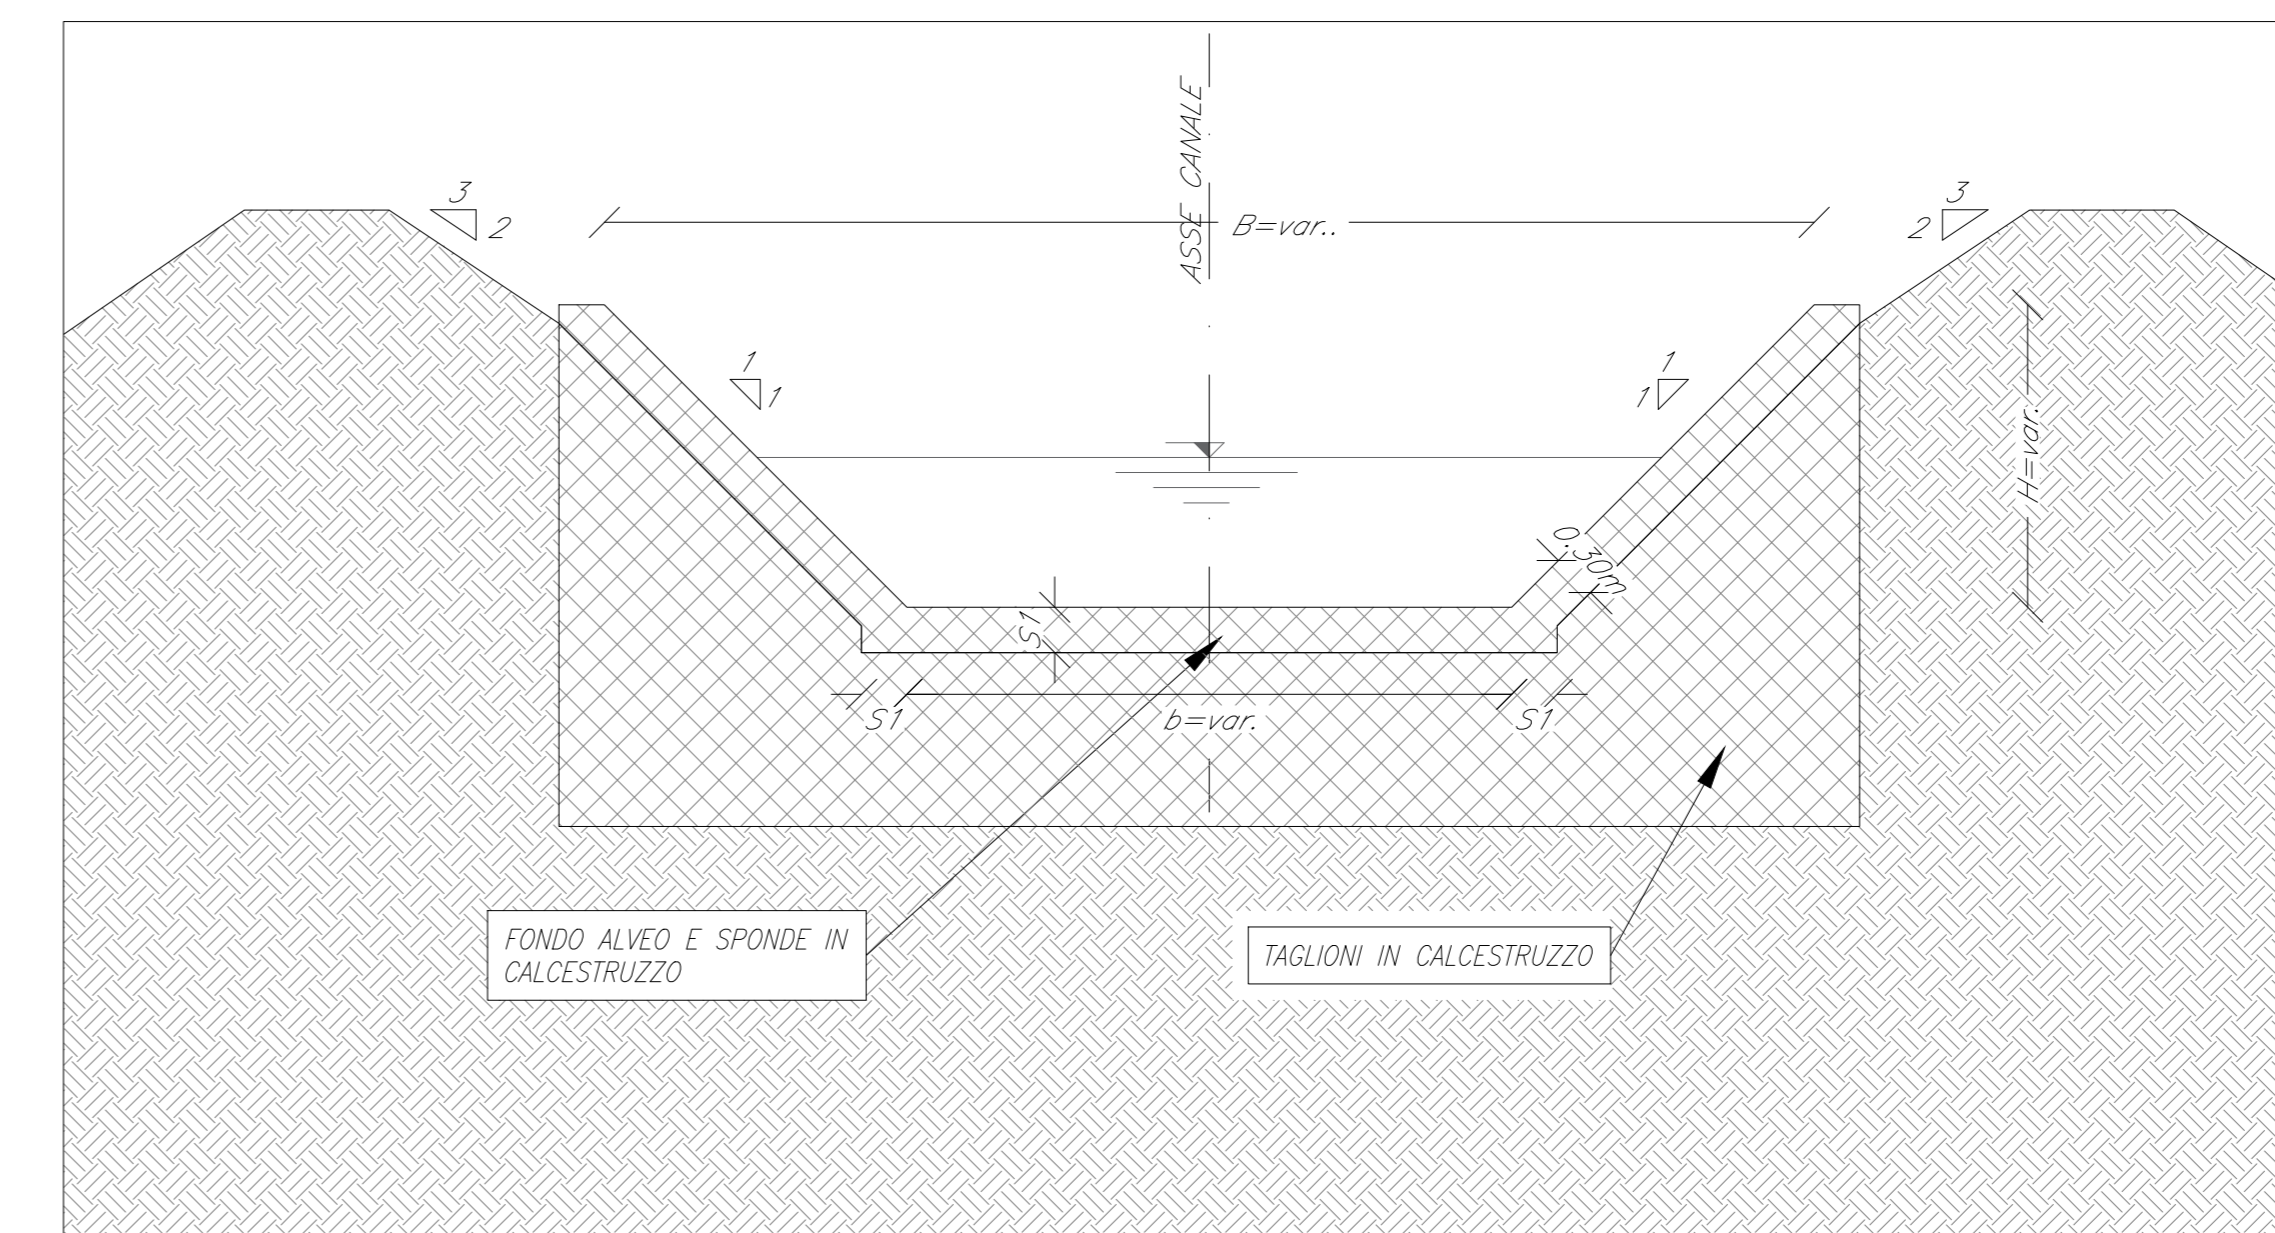 ASSE CANALE
3
2
3
2
B=var..
1
1
1
1
H=var.
0.30m
S1
S1
b=var.
S1
FONDO ALVEO E SPONDE IN
CALCESTRUZZO
TAGLIONI IN CALCESTRUZZO